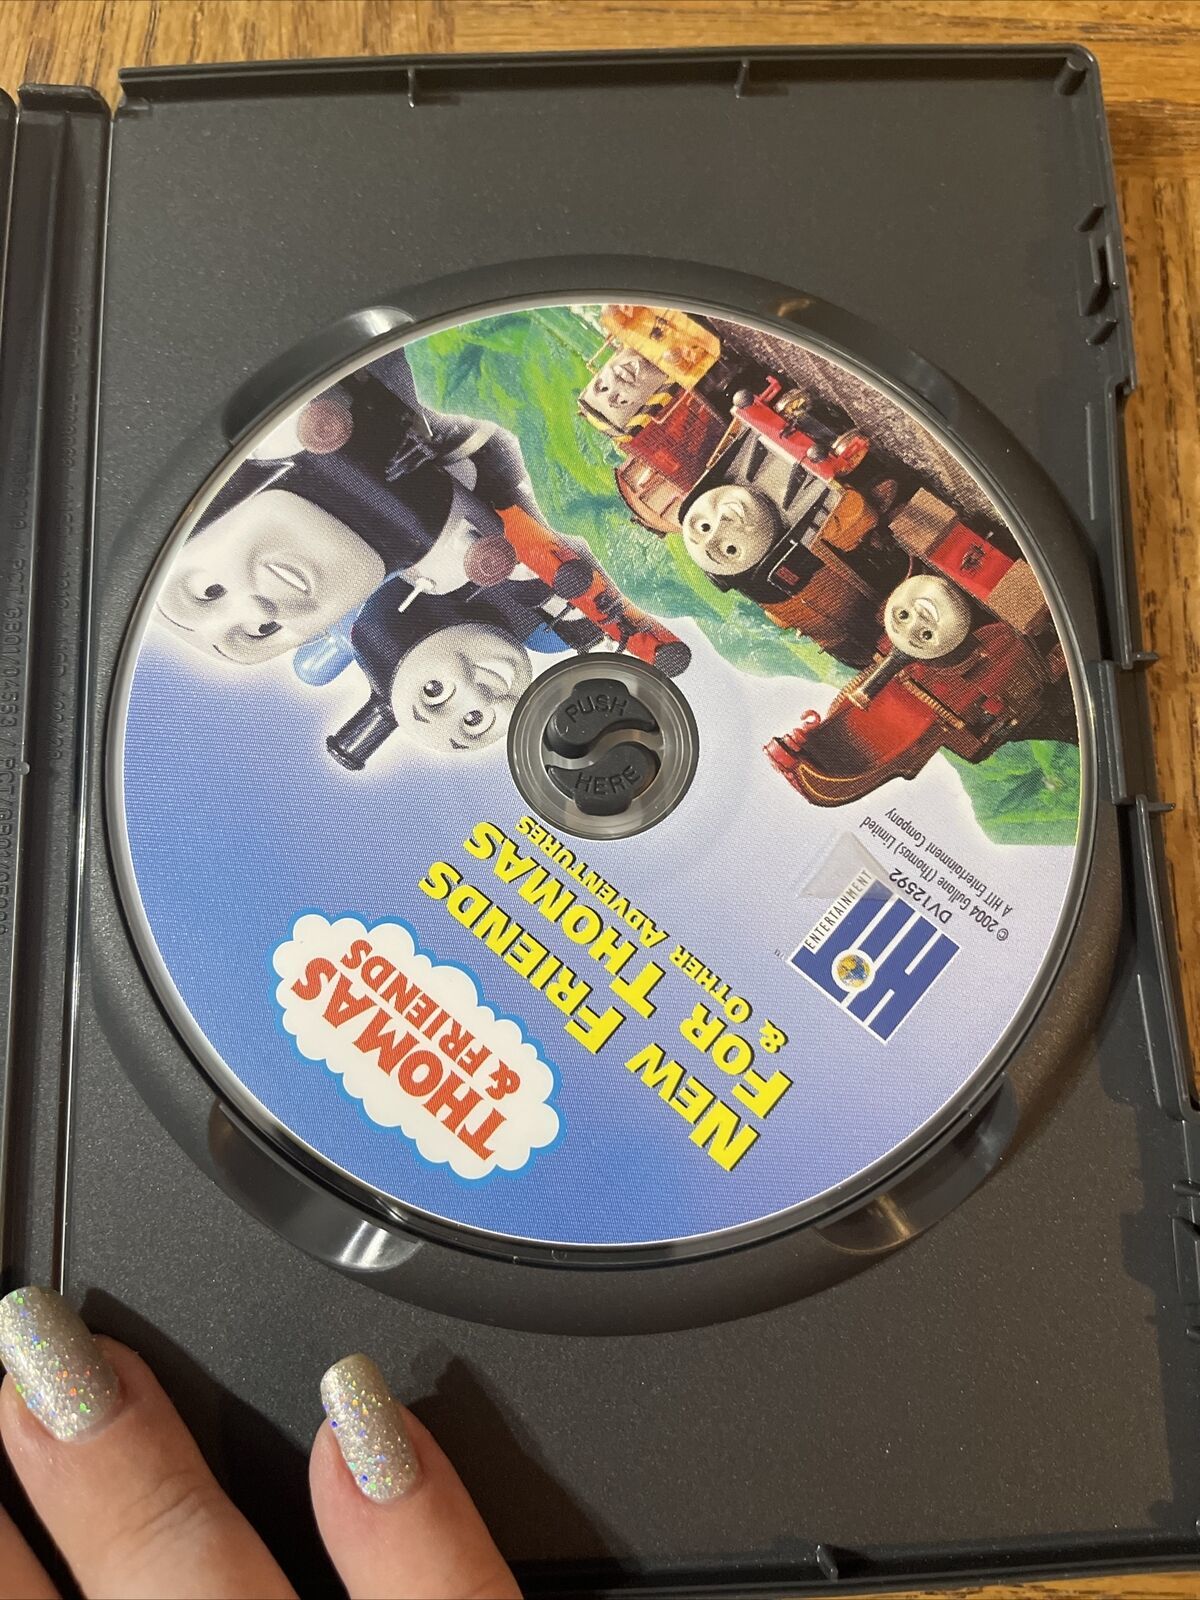 THOMAS
& FRIENDS
NEW FRIENDS
FOR THOMAS
& OTHER ADVENTURES
HiT
ENTERTAINMENT
TM
DV12592
©2004 Gullane (Thomas) Limited
A HIT Entertainment Company
PUSH
HERE